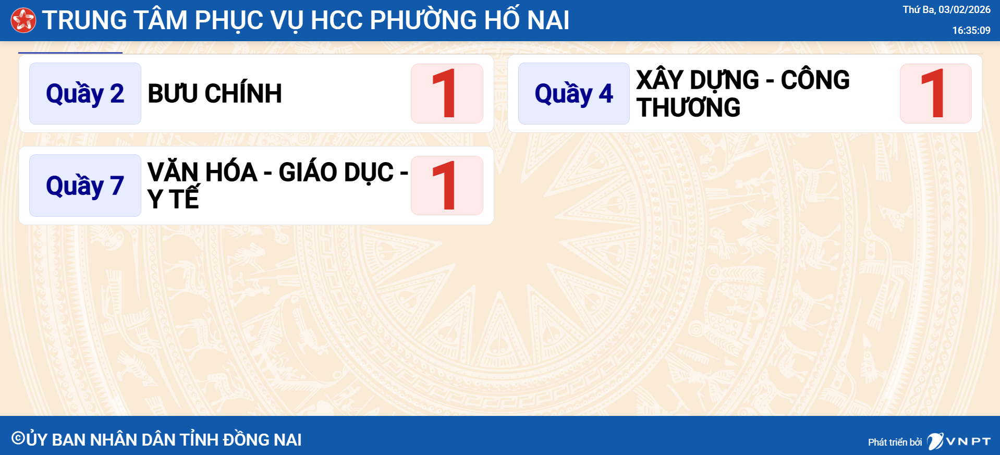 TRUNG TÂM PHỤC VỤ HCC PHƯỜNG HỐ NAI
Thứ Ba, 03/02/2026
16:35:09
Quầy 2
BƯU CHÍNH
1
Quầy 4
XÂY DỰNG - CÔNG
THƯƠNG
1
Quầy 7
VĂN HÓA - GIÁO DỤC -
Y TẾ
1
©ỦY BAN NHÂN DÂN TỈNH ĐỒNG NAI
Phát triển bởi VNPT